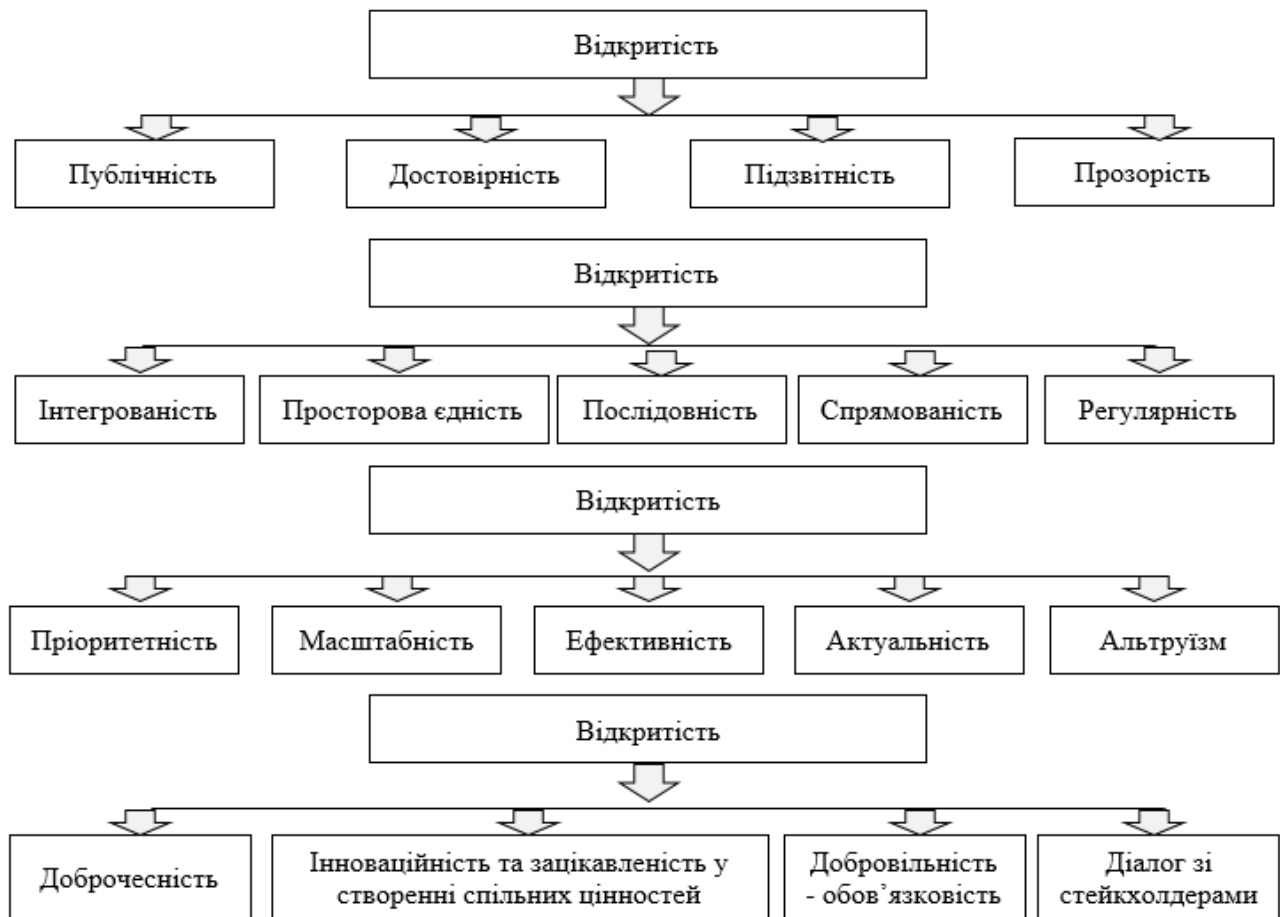 Відкритість
Публічність
Достовірність
Підзвітність
Прозорість
Відкритість
Інтегрованість
Просторова єдність
Послідовність
Спрямованість
Регулярність
Відкритість
Пріоритетність
Масштабність
Ефективність
Актуальність
Альтруїзм
Відкритість
Доброчесність
Інноваційність та зацікавленість у
створенні спільних цінностей
Добровільність
- обов’язковість
Діалог зі
стейкхолдерами